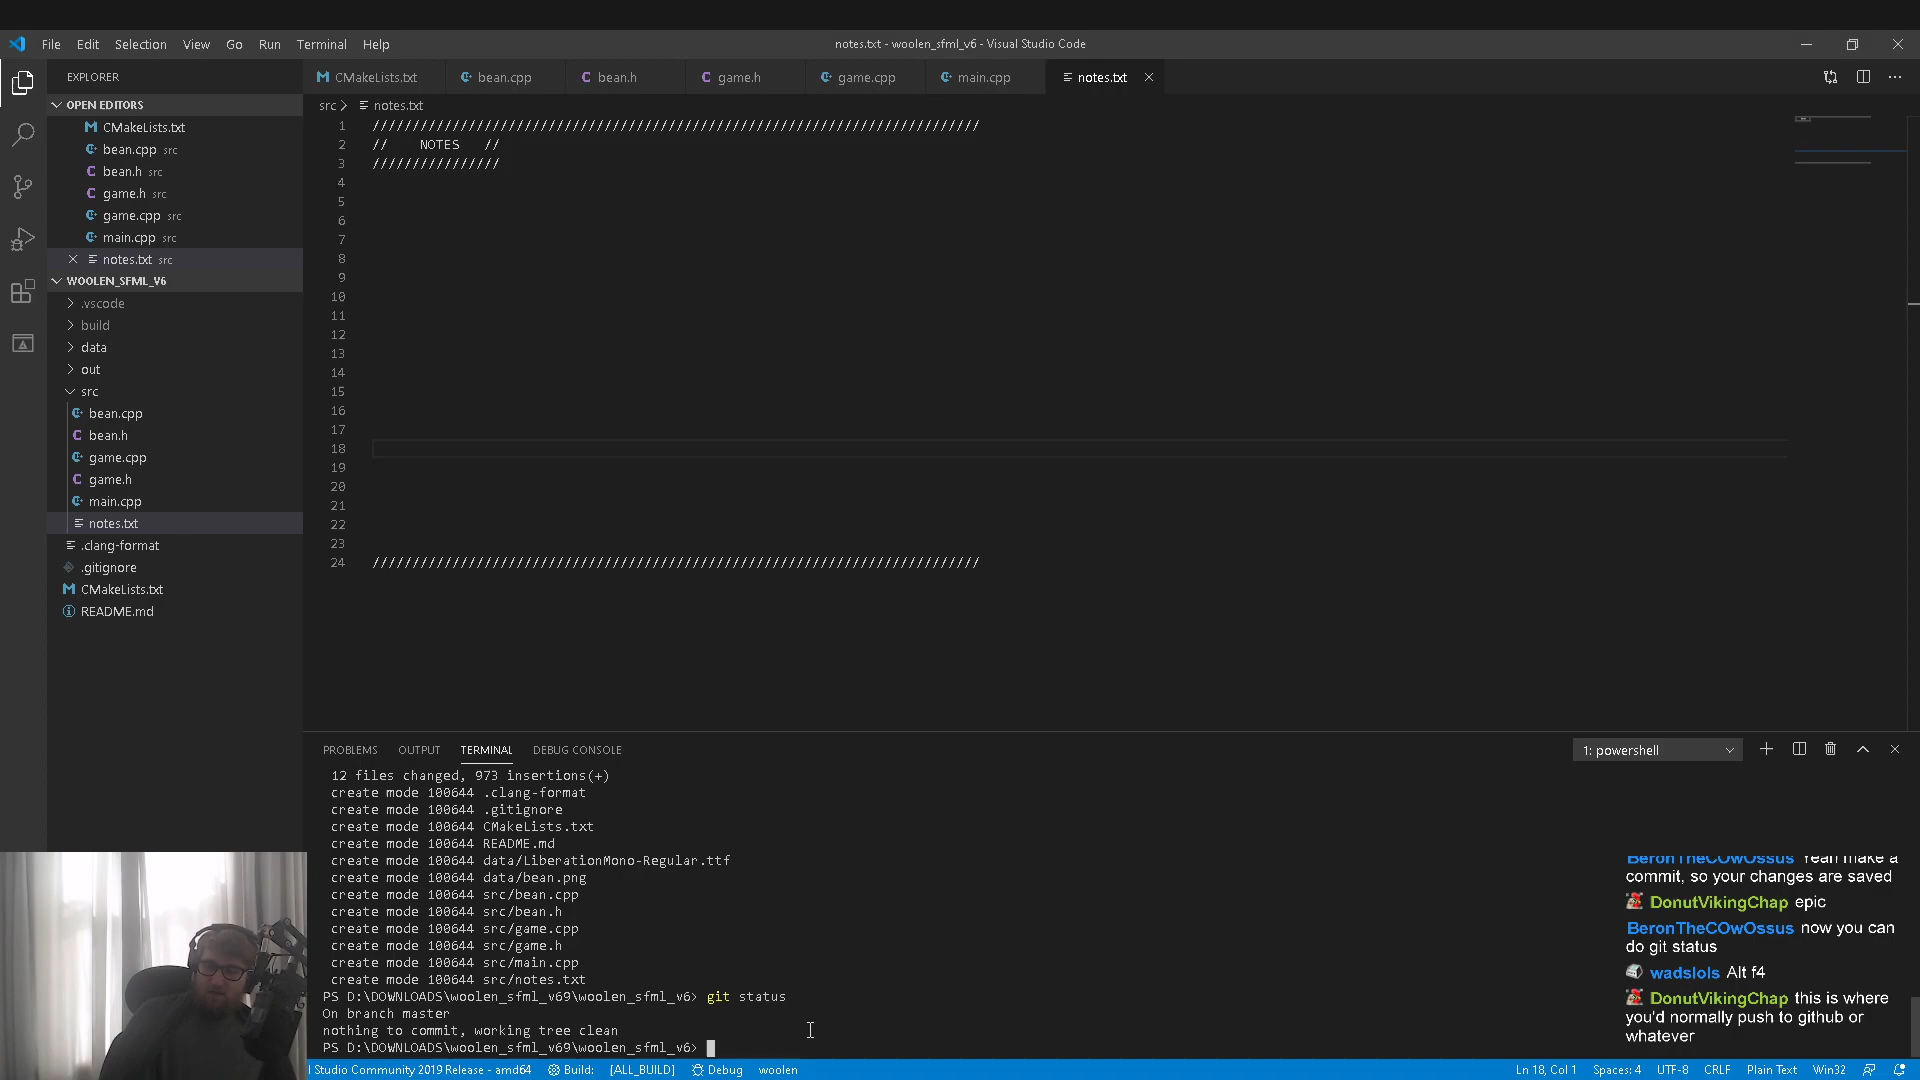 File Edit Selection View Go Run Terminal Help
notes.txt - woolen_sfml_v6 - Visual Studio Code
EXPLORER
CMakeLists.txt bean.cpp bean.h game.h game.cpp main.cpp notes.txt
OPEN EDITORS
CMakeLists.txt
bean.cpp src
bean.h src
game.h src
game.cpp src
main.cpp src
notes.txt src
WOOLEN_SFML_V6
.vscode
build
data
out
src
bean.cpp
bean.h
game.cpp
game.h
main.cpp
notes.txt
.clang-format
.gitignore
CMakeLists.txt
README.md
src > notes.txt
1 ////////////////////////////////////////////////////////////////////////////
2 // NOTES //
3 ////////////////
4
5
6
7
8
9
10
11
12
13
14
15
16
17
18
19
20
21
22
23
24 ////////////////////////////////////////////////////////////////////////////
PROBLEMS OUTPUT TERMINAL DEBUG CONSOLE
1: powershell
12 files changed, 973 insertions(+)
create mode 100644 .clang-format
create mode 100644 .gitignore
create mode 100644 CMakeLists.txt
create mode 100644 README.md
create mode 100644 data/LiberationMono-Regular.ttf
create mode 100644 data/bean.png
create mode 100644 src/bean.cpp
create mode 100644 src/bean.h
create mode 100644 src/game.cpp
create mode 100644 src/game.h
create mode 100644 src/main.cpp
create mode 100644 src/notes.txt
PS D:\DOWNLOADS\woolen_sfml_v69\woolen_sfml_v6> git status
On branch master
nothing to commit, working tree clean
PS D:\DOWNLOADS\woolen_sfml_v69\woolen_sfml_v6>
BeronTheCOwOssus Yeah make a
commit, so your changes are saved
DonutVikingChap epic
BeronTheCOwOssus now you can
do git status
wadslols Alt f4
DonutVikingChap this is where
you'd normally push to github or
whatever
l Studio Community 2019 Release - amd64 Build: [ALL_BUILD] Debug woolen
Ln 18, Col 1 Spaces: 4 UTF-8 CRLF Plain Text Win32